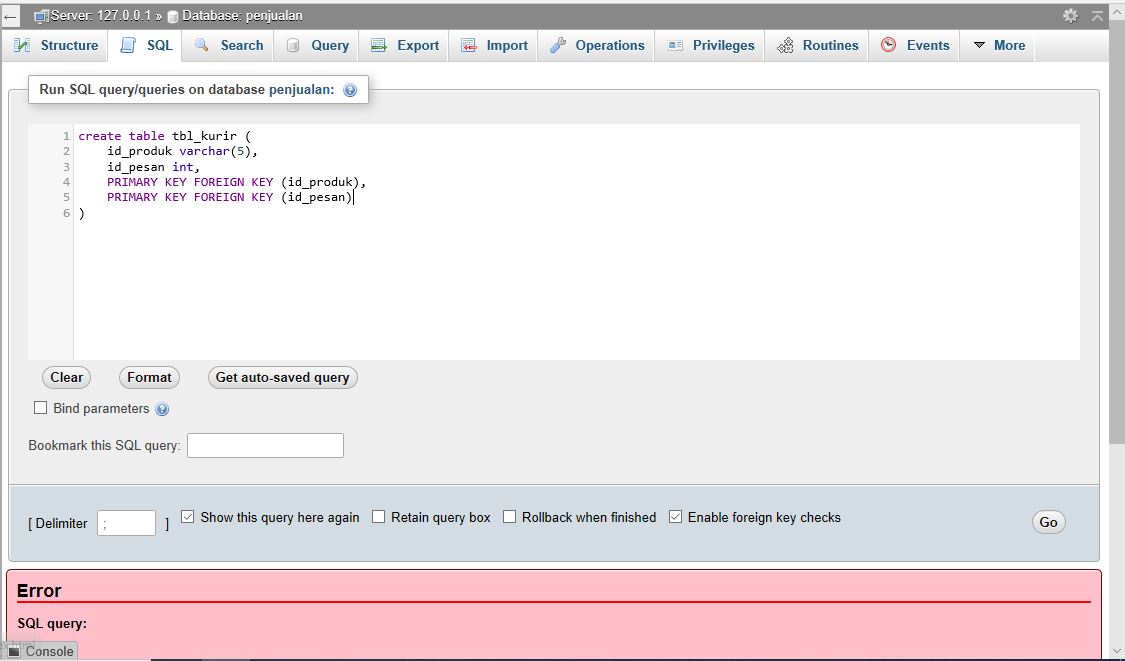 Server: 127.0.0.1 » Database: penjualan
Structure SQL Search Query Export Import Operations Privileges Routines Events More
Run SQL query/queries on database penjualan:
1 create table tbl_kurir (
2 id_produk varchar(5),
3 id_pesan int,
4 PRIMARY KEY FOREIGN KEY (id_produk),
5 PRIMARY KEY FOREIGN KEY (id_pesan)
6 )
Clear Format Get auto-saved query
Bind parameters
Bookmark this SQL query:
[ Delimiter ; ] Show this query here again Retain query box Rollback when finished Enable foreign key checks Go
Error
SQL query:
Console